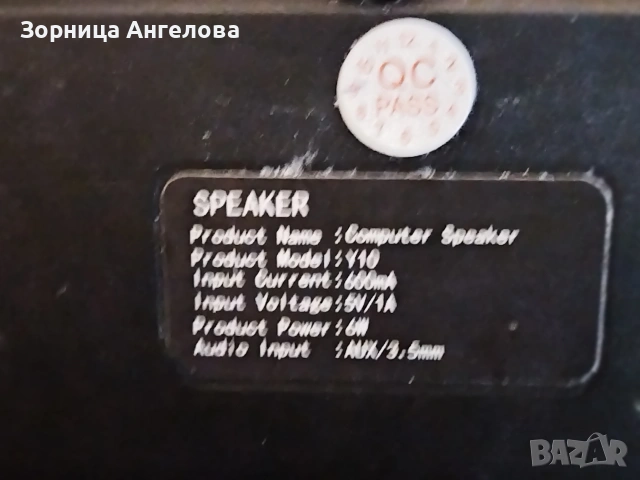 Зорница Ангелова
QC
PASS
SPEAKER
Product Name :Computer Speaker
Product Model:Y10
Input Current:600mA
Input Voltage:5V/1A
Product Power:6W
Audio Input :AUX/3,5mm
BAZAR